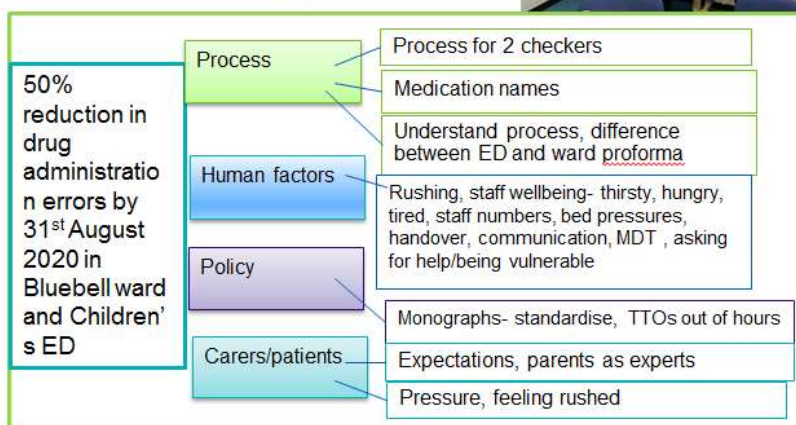 50%
reduction in
drug
administratio
n errors by
31st August
2020 in
Bluebell ward
and Children'
s ED
Process
Process for 2 checkers
Medication names
Understand process, difference
between ED and ward proforma
Human factors
Rushing, staff wellbeing- thirsty, hungry,
tired, staff numbers, bed pressures,
handover, communication, MDT , asking
for help/being vulnerable
Policy
Monographs- standardise, TTOs out of hours
Carers/patients
Expectations, parents as experts
Pressure, feeling rushed